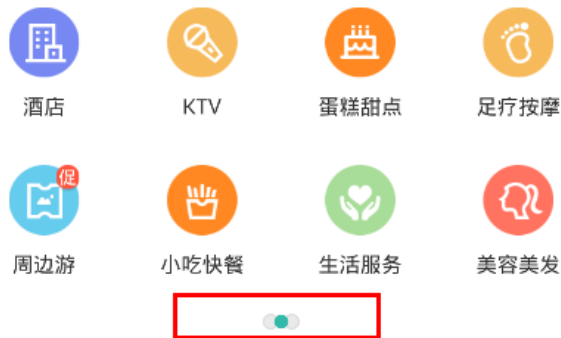 酒店
KTV
蛋糕甜点
足疗按摩
促
周边游
小吃快餐
生活服务
美容美发